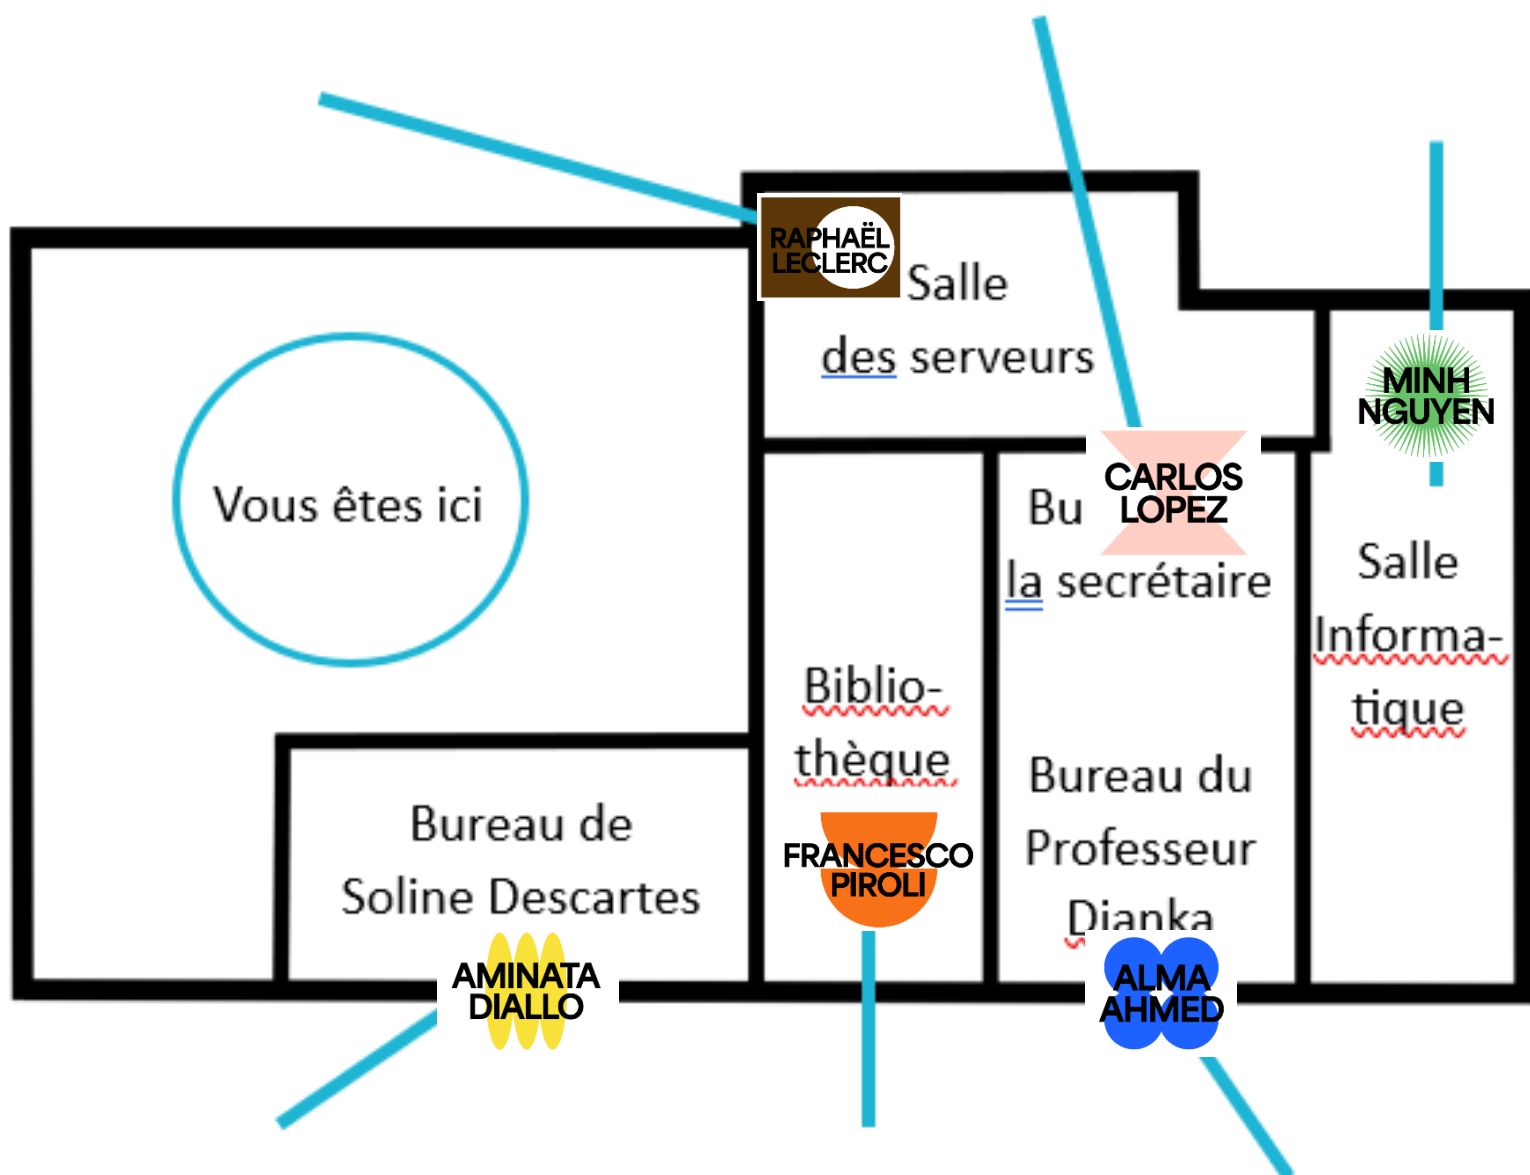 RAPHAËL
LECLERC
Salle
des serveurs
MINH
NGUYEN
Vous êtes ici
CARLOS
LOPEZ
Bu
la secrétaire
Salle
Informa-
tique
Biblio-
thèque
FRANCESCO
PIROLI
Bureau du
Professeur
Dianka
Bureau de
Soline Descartes
AMINATA
DIALLO
ALMA
AHMED